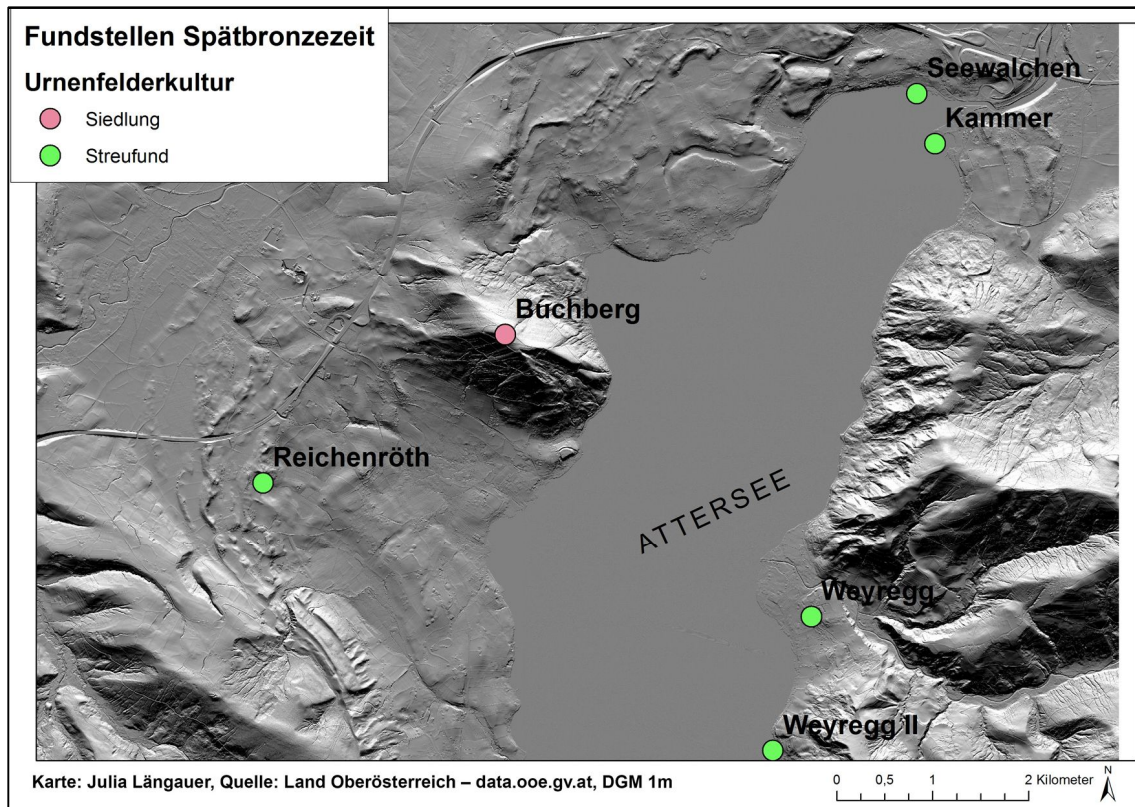 Fundstellen Spätbronzezeit
Urnenfelderkultur
Siedlung
Streufund
Seewalchen
Kammer
Buchberg
Reichenröth
ATTERSEE
Weyregg
Weyregg II
Karte: Julia Längauer, Quelle: Land Oberösterreich – data.ooe.gv.at, DGM 1m
0 0,5 1 2 Kilometer
N